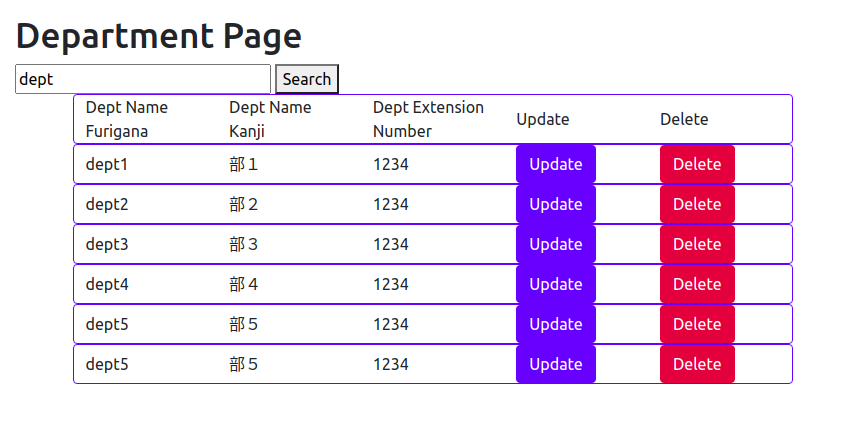 Department Page
dept Search
Dept Name Furigana Dept Name Kanji Dept Extension Number Update Delete
dept1 部１ 1234 Update Delete
dept2 部２ 1234 Update Delete
dept3 部３ 1234 Update Delete
dept4 部４ 1234 Update Delete
dept5 部５ 1234 Update Delete
dept5 部５ 1234 Update Delete